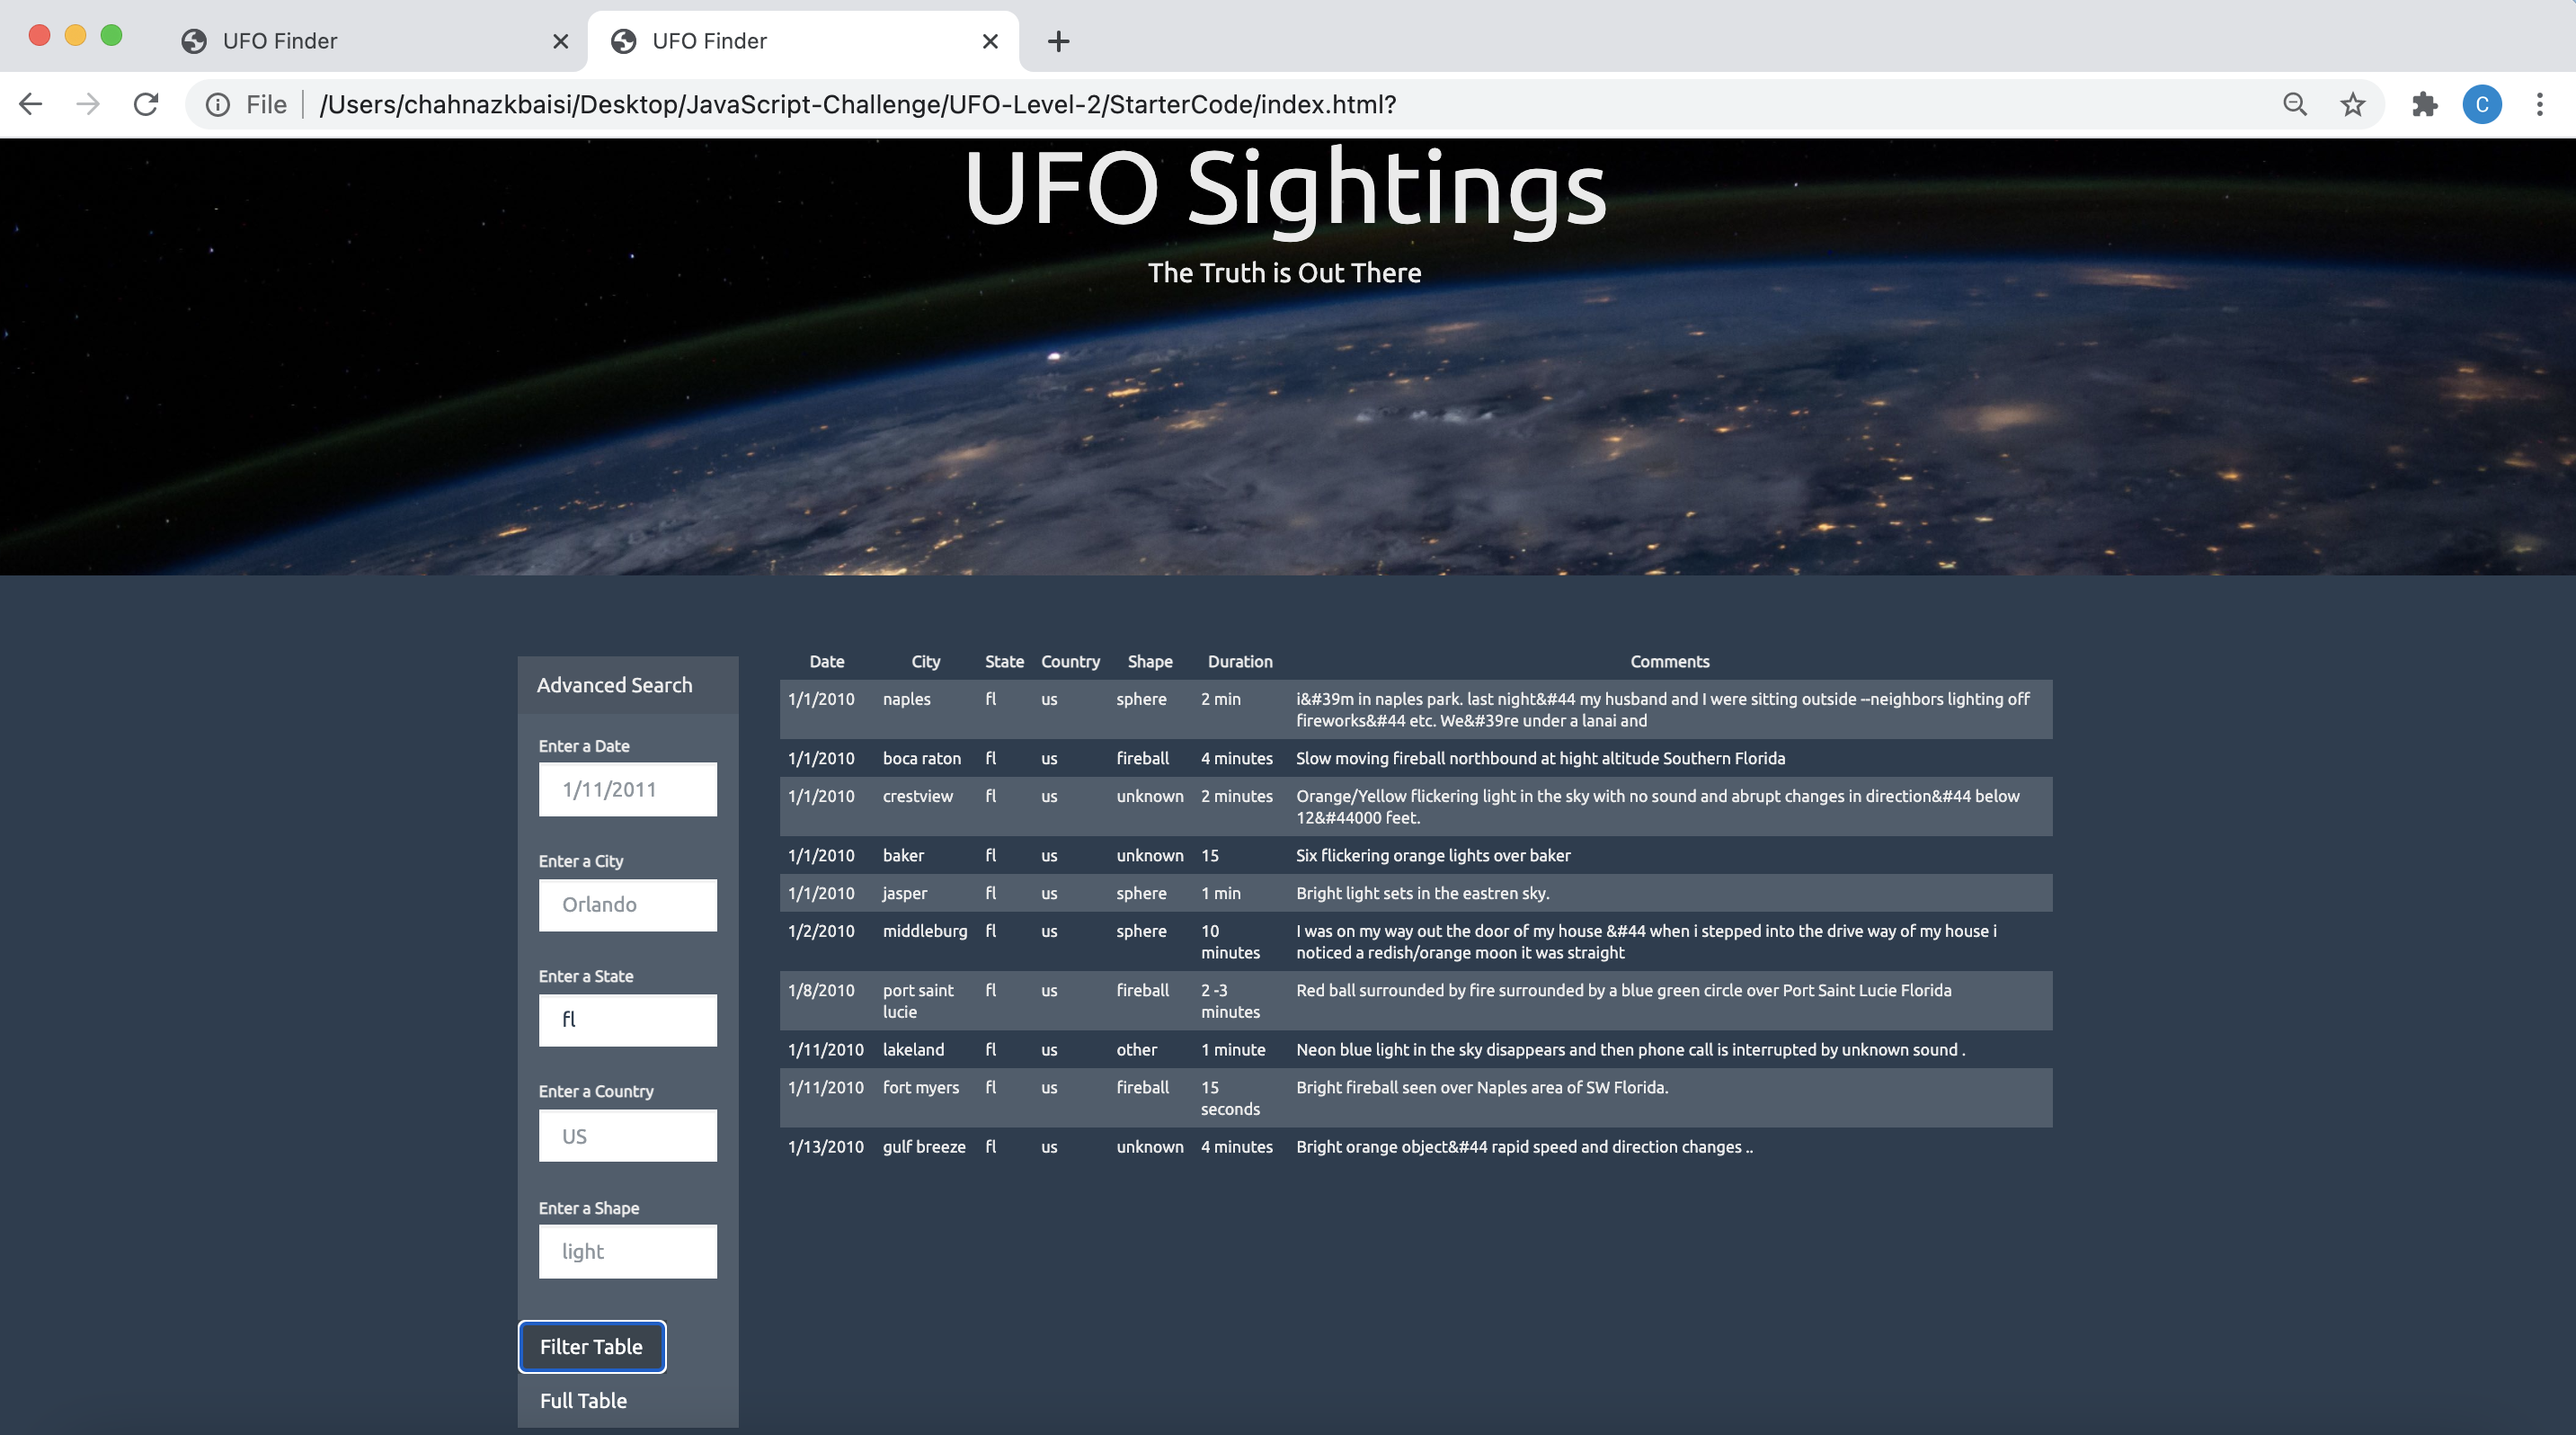 UFO Finder
UFO Finder
File
/Users/chahnazkbaisi/Desktop/JavaScript-Challenge/UFO-Level-2/StarterCode/index.html?
C
UFO Sightings
The Truth is Out There
Advanced Search
Enter a Date
1/11/2011
Enter a City
Orlando
Enter a State
fl
Enter a Country
US
Enter a Shape
light
Filter Table
Full Table
Date City State Country Shape Duration Comments
1/1/2010 naples fl us sphere 2 min i&#39m in naples park. last night&#44 my husband and I were sitting outside --neighbors lighting off
fireworks&#44 etc. We&#39re under a lanai and
1/1/2010 boca raton fl us fireball 4 minutes Slow moving fireball northbound at hight altitude Southern Florida
1/1/2010 crestview fl us unknown 2 minutes Orange/Yellow flickering light in the sky with no sound and abrupt changes in direction&#44 below
12&#44000 feet.
1/1/2010 baker fl us unknown 15 Six flickering orange lights over baker
1/1/2010 jasper fl us sphere 1 min Bright light sets in the eastren sky.
1/2/2010 middleburg fl us sphere 10 I was on my way out the door of my house &#44 when i stepped into the drive way of my house i
minutes noticed a redish/orange moon it was straight
1/8/2010 port saint fl us fireball 2 -3 Red ball surrounded by fire surrounded by a blue green circle over Port Saint Lucie Florida
lucie minutes
1/11/2010 lakeland fl us other 1 minute Neon blue light in the sky disappears and then phone call is interrupted by unknown sound .
1/11/2010 fort myers fl us fireball 15 Bright fireball seen over Naples area of SW Florida.
seconds
1/13/2010 gulf breeze fl us unknown 4 minutes Bright orange object&#44 rapid speed and direction changes ..